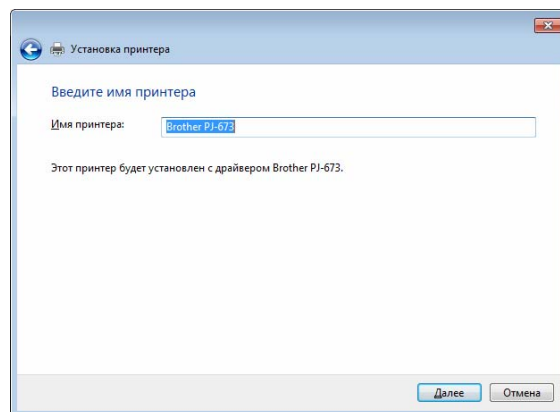 Установка принтера
Введите имя принтера
Имя принтера: Brother PJ-673
Этот принтер будет установлен с драйвером Brother PJ-673.
Далее Отмена